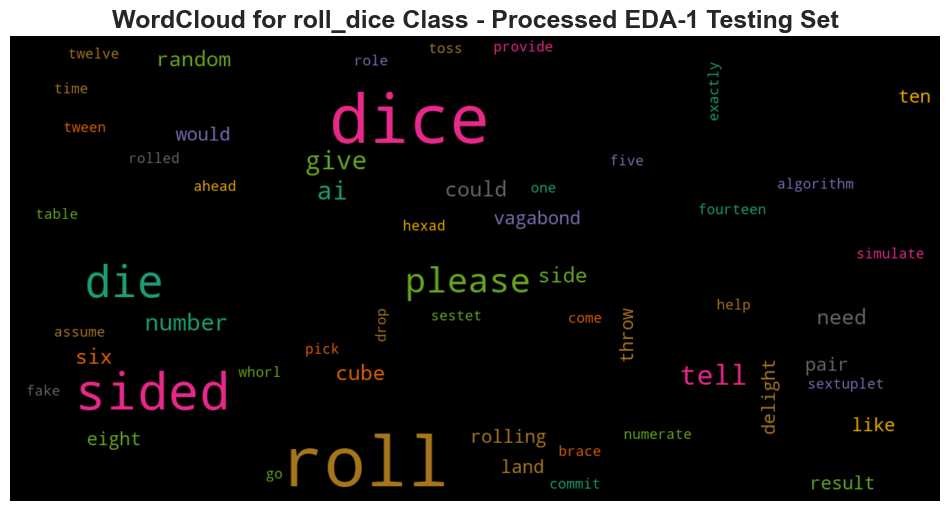 WordCloud for roll_dice Class - Processed EDA-1 Testing Set
twelve
random
role
toss
provide
time
exactly
ten
tween
would
dice
rolled
give
five
ahead
ai
could
one
algorithm
table
hexad
vagabond
fourteen
simulate
die
please
side
number
drop
sestet
come
throw
help
need
assume
six
pick
whorl
cube
tell
delight
pair
sextuplet
fake
sided
like
eight
roll
rolling
numerate
brace
land
go
commit
result